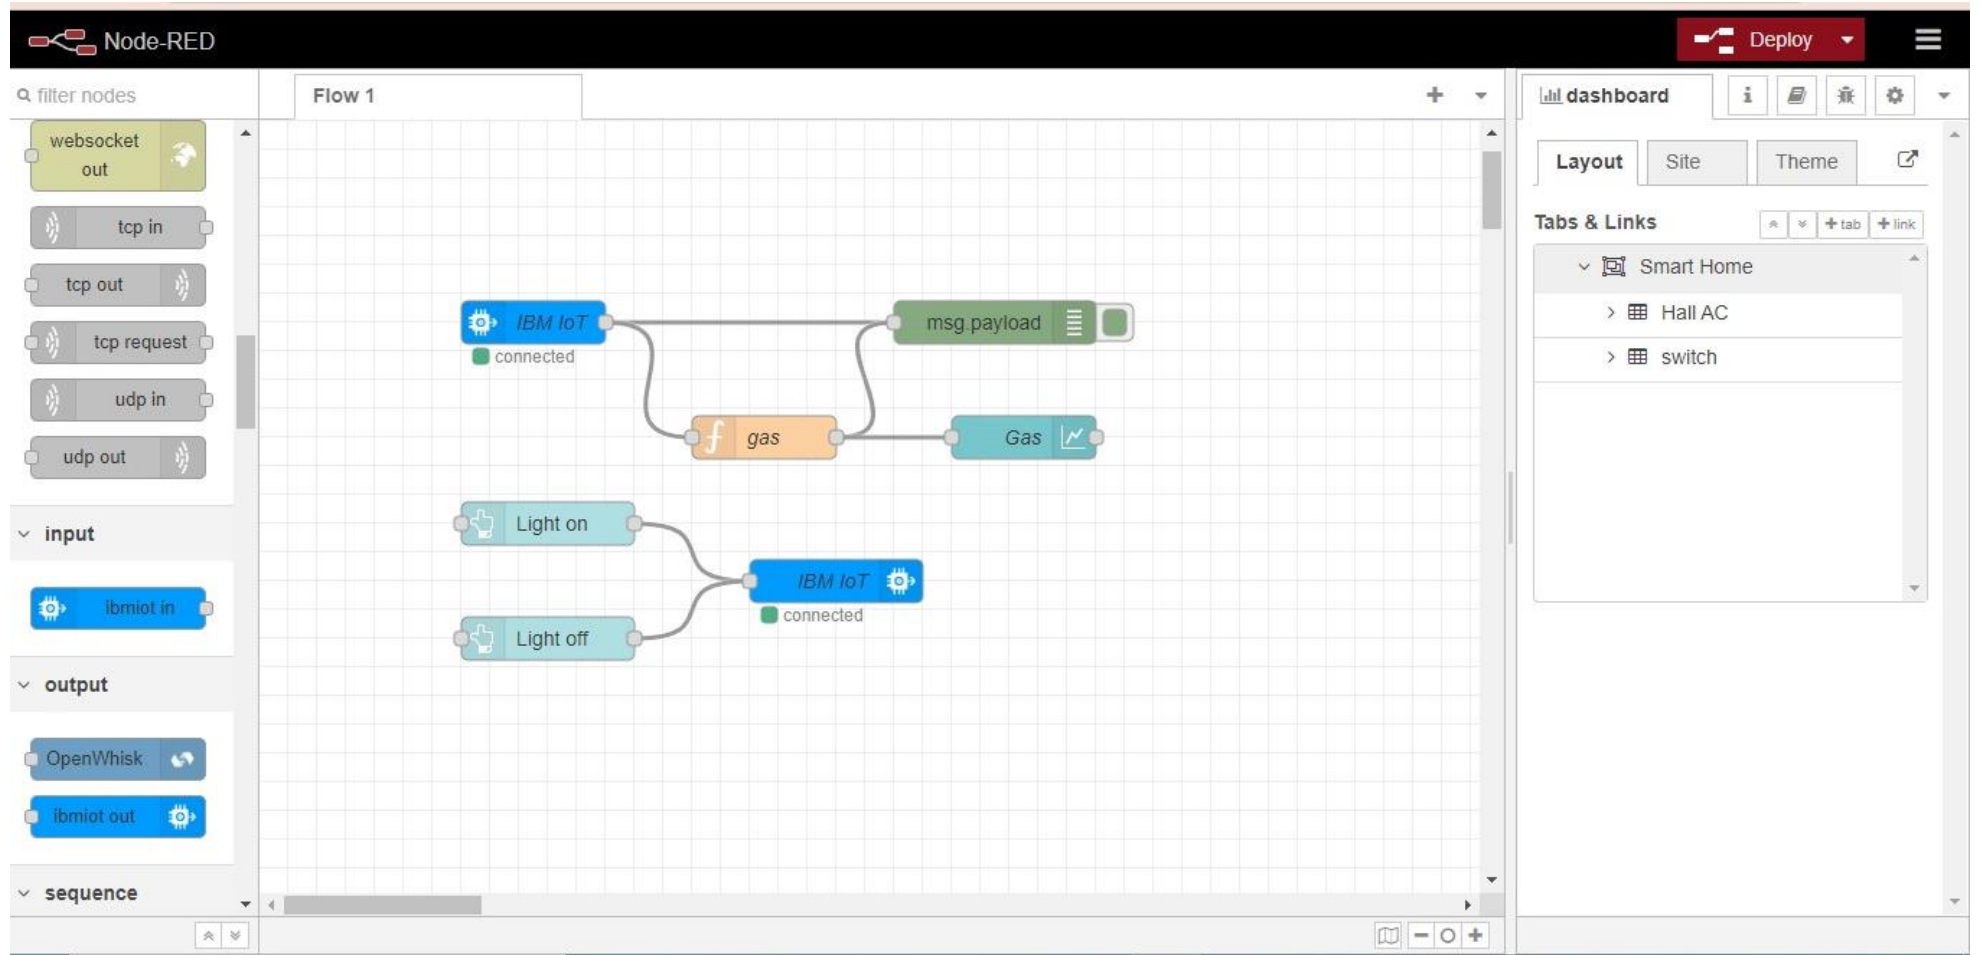 Node-RED
Deploy
filter nodes
Flow 1
dashboard
i
websocket
out
tcp in
tcp out
tcp request
udp in
udp out
input
ibmiot in
output
OpenWhisk
ibmiot out
sequence
IBM IoT
connected
msg.payload
f
gas
Gas
Light on
IBM IoT
connected
Light off
Layout
Site
Theme
Tabs & Links
+ tab
+ link
Smart Home
Hall AC
switch